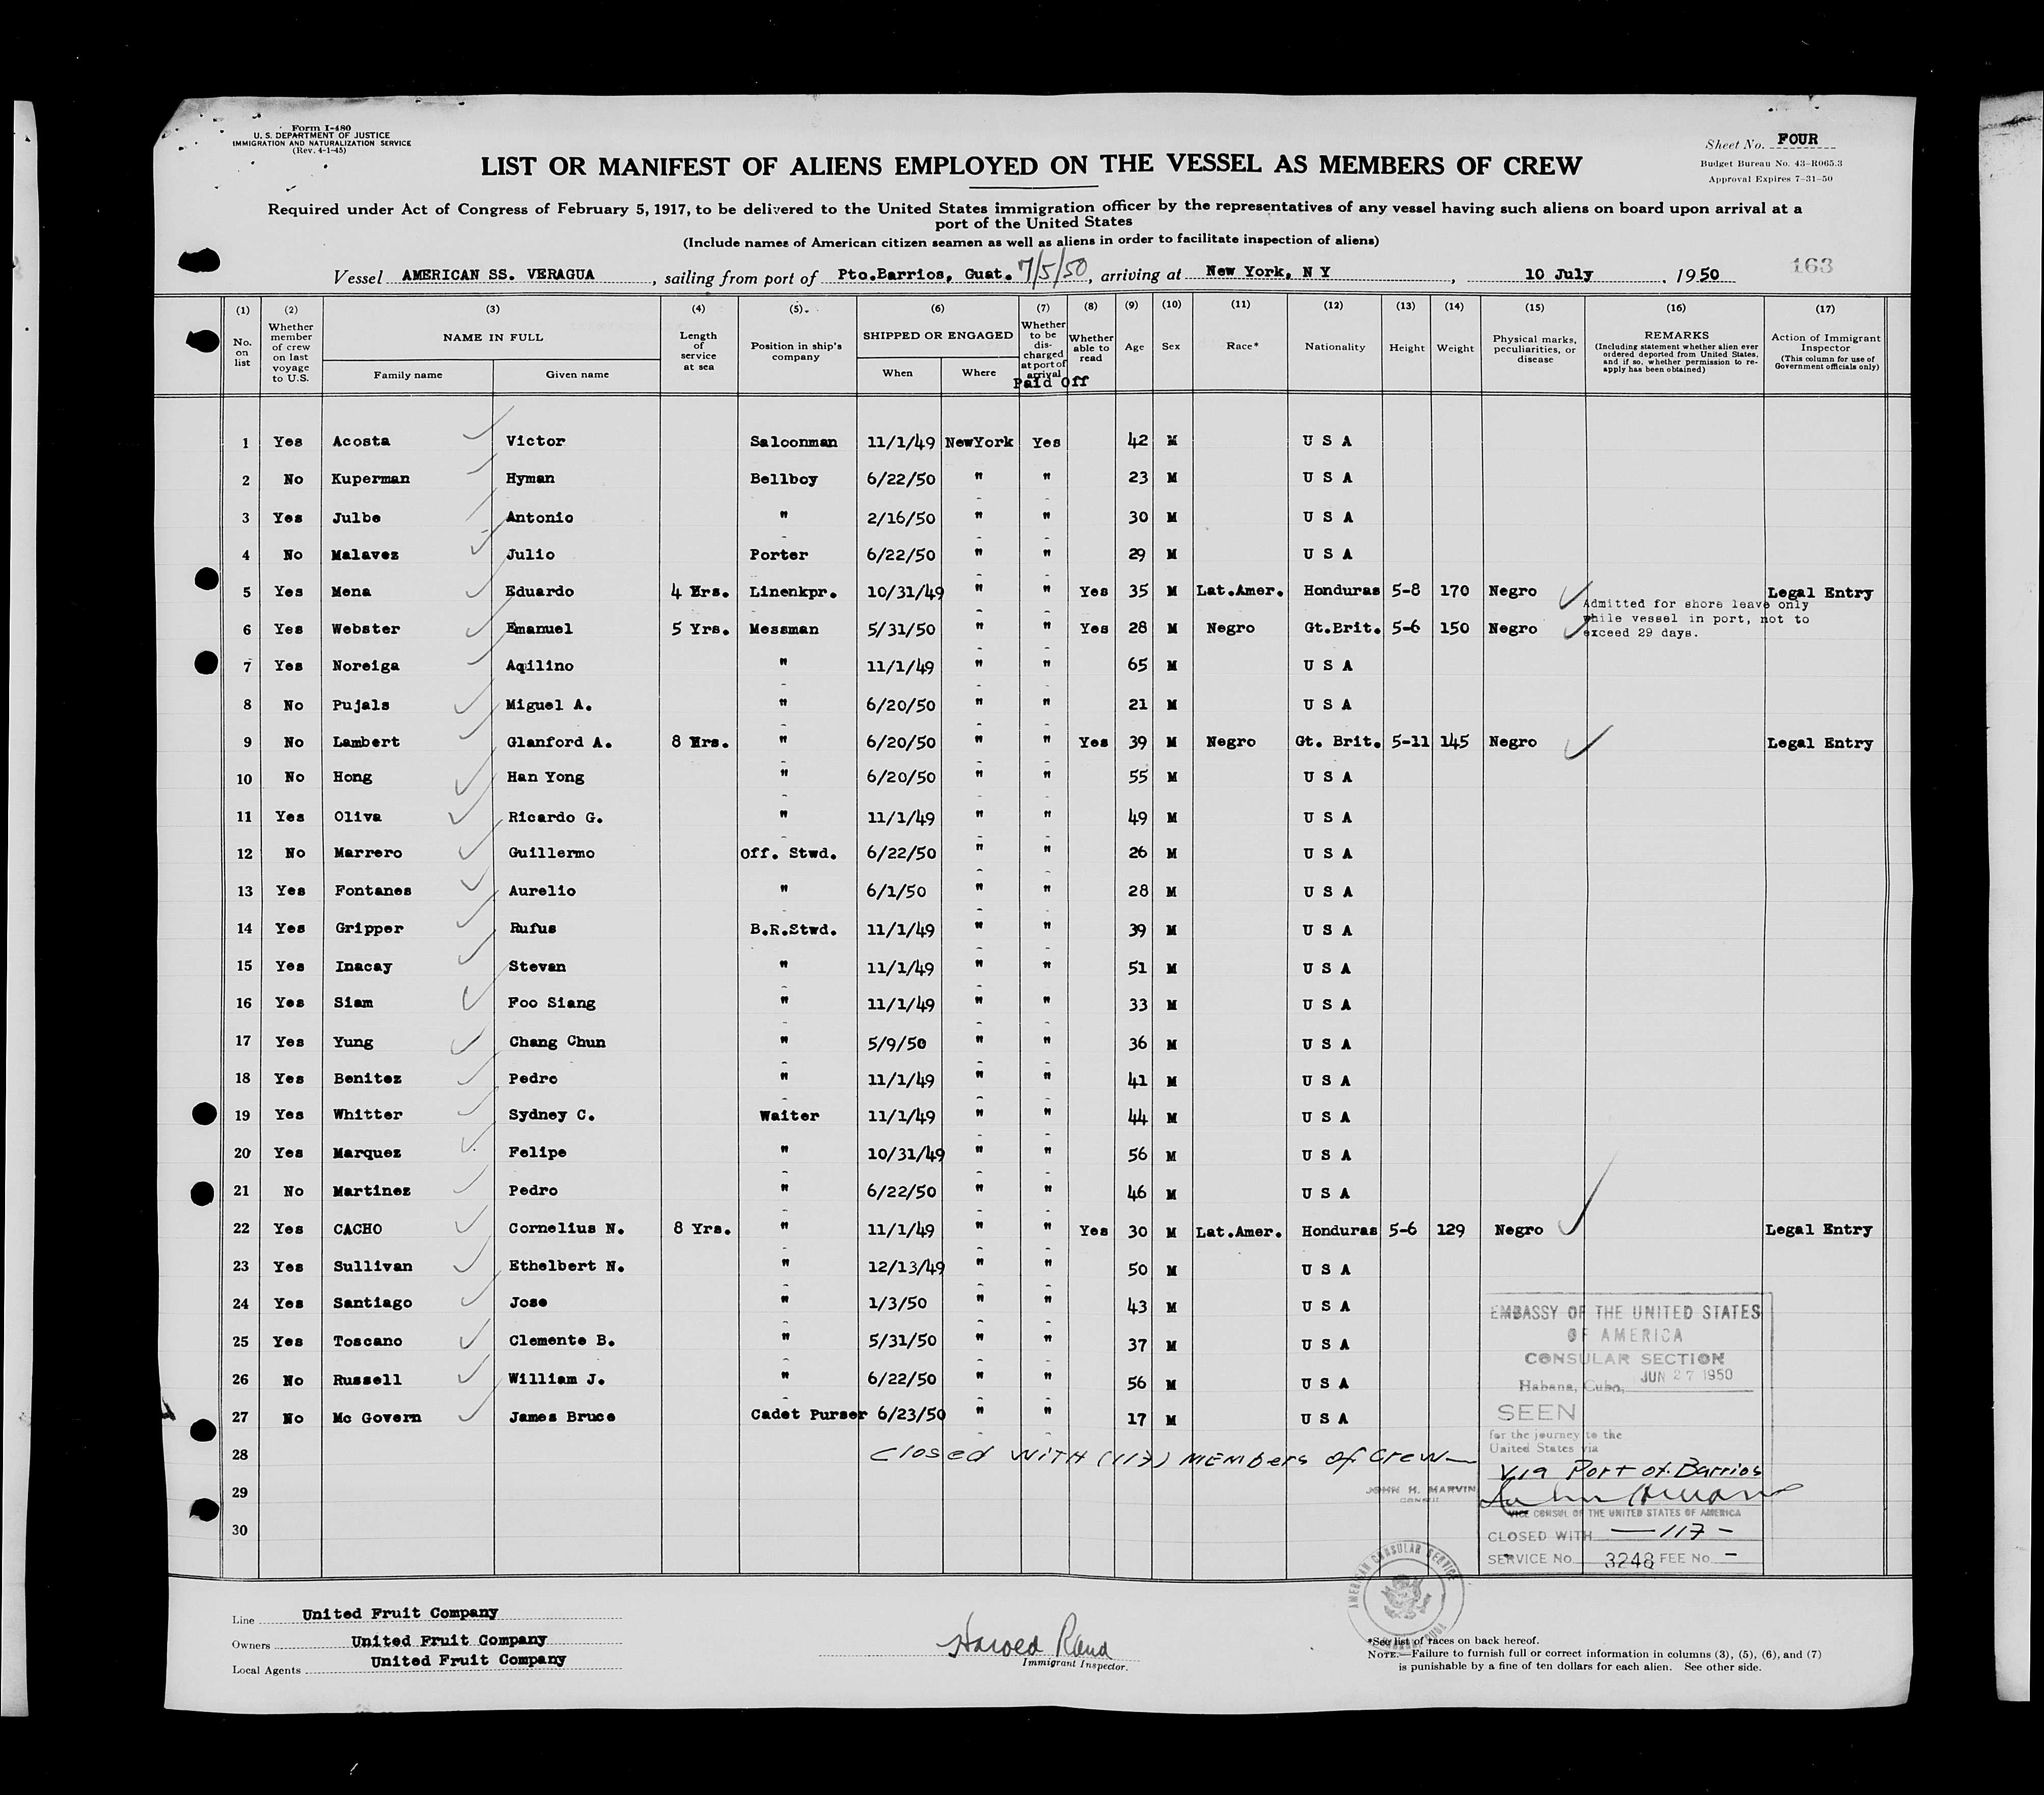 Form I-480
U. S. DEPARTMENT OF JUSTICE
IMMIGRATION AND NATURALIZATION SERVICE
(Rev. 4-1-45)
Sheet No. FOUR
Budget Bureau No. 43-R065.3
Approval Expires 7-31-50
LIST OR MANIFEST OF ALIENS EMPLOYED ON THE VESSEL AS MEMBERS OF CREW
Required under Act of Congress of February 5, 1917, to be delivered to the United States immigration officer by the representatives of any vessel having such aliens on board upon arrival at a
port of the United States
(Include names of American citizen seamen as well as aliens in order to facilitate inspection of aliens)
Vessel AMERICAN SS. VERAGUA, sailing from port of Pto.Barrios, Guat. 7/5/50, arriving at New York, N Y, 10 July, 1950
163
(1) (2) (3) (4) (5) (6) (7) (8) (9) (10) (11) (12) (13) (14) (15) (16) (17)
No. on list
Whether member of crew on last voyage to U.S.
NAME IN FULL
Family name Given name
Length of service at sea
Position in ship's company
SHIPPED OR ENGAGED
When Where
Whether to be discharged at port of arrival
Paid Off
Whether able to read
Age Sex Race* Nationality Height Weight
Physical marks, peculiarities, or disease
REMARKS
(Including statement whether alien ever ordered deported from United States, and if so, whether permission to re-apply has been obtained)
Action of Immigrant Inspector
(This column for use of Government officials only)
1 Yes Acosta Victor Saloonman 11/1/49 NewYork Yes 42 M U S A
2 No Kuperman Hyman Bellboy 6/22/50 " " 23 M U S A
3 Yes Julbe Antonio " 2/16/50 " " 30 M U S A
4 No Malavez Julio Porter 6/22/50 " " 29 M U S A
5 Yes Mena Eduardo 4 Yrs. Linenkpr. 10/31/49 " " Yes 35 M Lat.Amer. Honduras 5-8 170 Negro Legal Entry
Admitted for shore leave only
while vessel in port, not to
exceed 29 days.
6 Yes Webster Emanuel 5 Yrs. Messman 5/31/50 " " Yes 28 M Negro Gt.Brit. 5-6 150 Negro
7 Yes Noreiga Aqilino " 11/1/49 " " 65 M U S A
8 No Pujals Miguel A. " 6/20/50 " " 21 M U S A
9 No Lambert Glanford A. 8 Yrs. " 6/20/50 " " Yes 39 M Negro Gt. Brit. 5-11 145 Negro Legal Entry
10 No Hong Han Yong " 6/20/50 " " 55 M U S A
11 Yes Oliva Ricardo G. " 11/1/49 " " 49 M U S A
12 No Marrero Guillermo Off. Stwd. 6/22/50 " " 26 M U S A
13 Yes Fontanes Aurelio " 6/1/50 " " 28 M U S A
14 Yes Gripper Rufus B.R.Stwd. 11/1/49 " " 39 M U S A
15 Yes Inacay Stevan " 11/1/49 " " 51 M U S A
16 Yes Siam Foo Siang " 11/1/49 " " 33 M U S A
17 Yes Yung Chang Chun " 5/9/50 " " 36 M U S A
18 Yes Benitez Pedro " 11/1/49 " " 41 M U S A
19 Yes Whitter Sydney C. Waiter 11/1/49 " " 44 M U S A
20 Yes Marquez Felipe " 10/31/49 " " 56 M U S A
21 No Martinez Pedro " 6/22/50 " " 46 M U S A
22 Yes CACHO Cornelius N. 8 Yrs. " 11/1/49 " " Yes 30 M Lat.Amer. Honduras 5-6 129 Negro Legal Entry
23 Yes Sullivan Ethelbert N. " 12/13/49 " " 50 M U S A
24 Yes Santiago Jose " 1/3/50 " " 43 M U S A
25 Yes Toscano Clemente B. " 5/31/50 " " 37 M U S A
26 No Russell William J. " 6/22/50 " " 56 M U S A
27 No Mc Govern James Bruce Cadet Purser 6/23/50 " " 17 M U S A
28 Closed WITH (117) MEMBers of Crew
29
30
EMBASSY OF THE UNITED STATES
OF AMERICA
CONSULAR SECTION
Habana, Cuba, JUN 27 1950
SEEN
for the journey to the
United States via
Via Port of Barrios
JOHN H. MARVIN
CONSUL
VICE CONSUL OF THE UNITED STATES OF AMERICA
CLOSED WITH — 117 —
SERVICE No. 3248 FEE No. —
AMERICAN CONSULAR SERVICE
Line United Fruit Company
Owners United Fruit Company
Local Agents United Fruit Company
Harold Rand
Immigrant Inspector.
*See list of races on back hereof.
NOTE.—Failure to furnish full or correct information in columns (3), (5), (6), and (7)
is punishable by a fine of ten dollars for each alien. See other side.